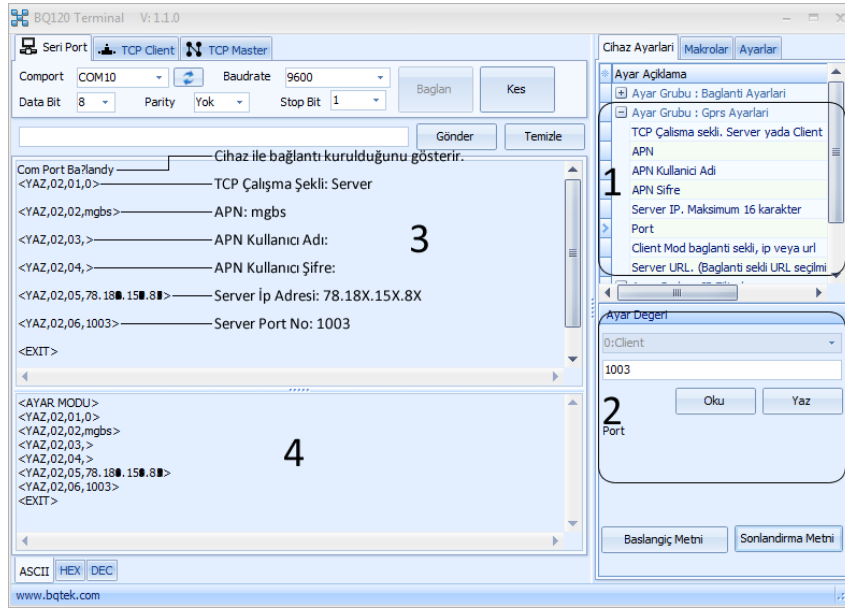 BQ120 Terminal V: 1.1.0
Seri Port TCP Client TCP Master
Comport COM10 Baudrate 9600
Data Bit 8 Parity Yok Stop Bit 1
Baglan Kes
Gönder Temizle
Com Port Ba?landy Cihaz ile bağlantı kurulduğunu gösterir.
<YAZ,02,01,0> TCP Çalışma Şekli: Server
<YAZ,02,02,mgbs> APN: mgbs
<YAZ,02,03,> APN Kullanıcı Adı:
<YAZ,02,04,> APN Kullanıcı Şifre:
<YAZ,02,05,78.18 .15 .8 > Server İp Adresi: 78.18X.15X.8X
<YAZ,02,06,1003> Server Port No: 1003
<EXIT>
3
<AYAR MODU>
<YAZ,02,01,0>
<YAZ,02,02,mgbs>
<YAZ,02,03,>
<YAZ,02,04,>
<YAZ,02,05,78.18 .15 .8 >
<YAZ,02,06,1003>
<EXIT>
4
ASCII HEX DEC
www.bqtek.com
Cihaz Ayarlari Makrolar Ayarlar
Ayar Açiklama
Ayar Grubu : Baglanti Ayarlari
Ayar Grubu : Gprs Ayarlari
TCP Çalisma sekli. Server yada Client
APN
APN Kullanici Adi
APN Sifre
Server IP. Maksimum 16 karakter
Port
Client Mod baglanti sekli, ip veya url
Server URL. (Baglanti sekli URL seçilmi
1
Ayar Degeri
0:Client
1003
Oku Yaz
2
Port
Baslangiç Metni Sonlandirma Metni